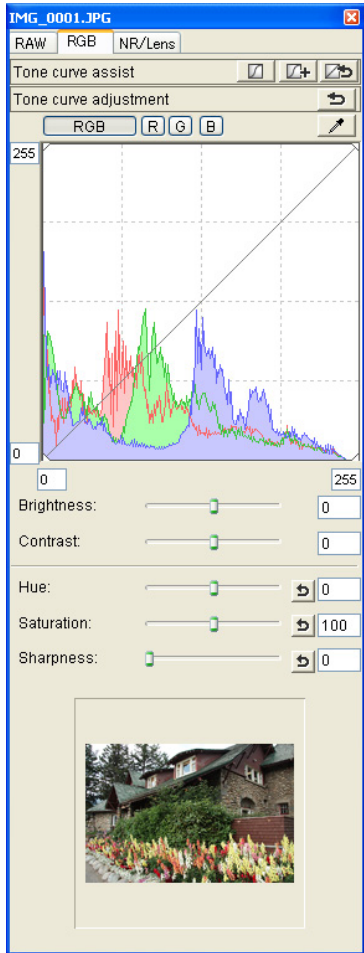 IMG_0001.JPG
RAW RGB NR/Lens
Tone curve assist
Tone curve adjustment
RGB R G B
255
0
0 255
Brightness: 0
Contrast: 0
Hue: 0
Saturation: 100
Sharpness: 0